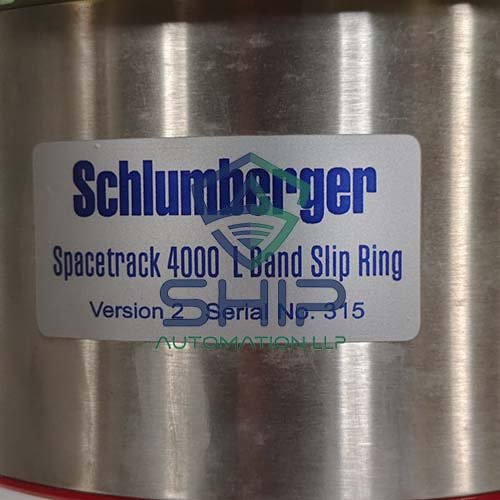 Schlumberger
Spacetrack 4000 L Band Slip Ring
Version 2 Serial No. 315
SHIP
AUTOMATION LLP